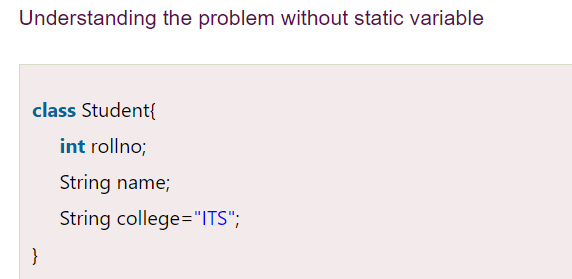 Understanding the problem without static variable
class Student{
int rollno;
String name;
String college="ITS";
}